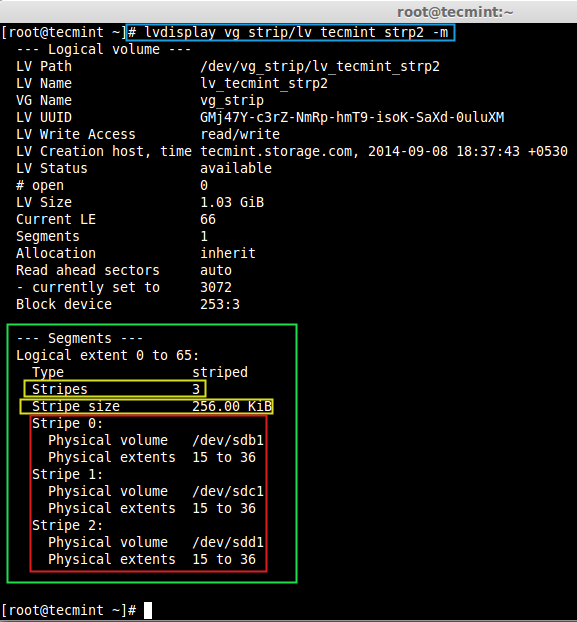 root@tecmint:~
[root@tecmint ~]# lvdisplay vg_strip/lv_tecmint_strp2 -m
--- Logical volume ---
LV Path /dev/vg_strip/lv_tecmint_strp2
LV Name lv_tecmint_strp2
VG Name vg_strip
LV UUID GMj47Y-c3rZ-NmRp-hmT9-isoK-SaXd-0uluXM
LV Write Access read/write
LV Creation host, time tecmint.storage.com, 2014-09-08 18:37:43 +0530
LV Status available
# open 0
LV Size 1.03 GiB
Current LE 66
Segments 1
Allocation inherit
Read ahead sectors auto
- currently set to 3072
Block device 253:3
--- Segments ---
Logical extent 0 to 65:
Type striped
Stripes 3
Stripe size 256.00 KiB
Stripe 0:
Physical volume /dev/sdb1
Physical extents 15 to 36
Stripe 1:
Physical volume /dev/sdc1
Physical extents 15 to 36
Stripe 2:
Physical volume /dev/sdd1
Physical extents 15 to 36
[root@tecmint ~]#